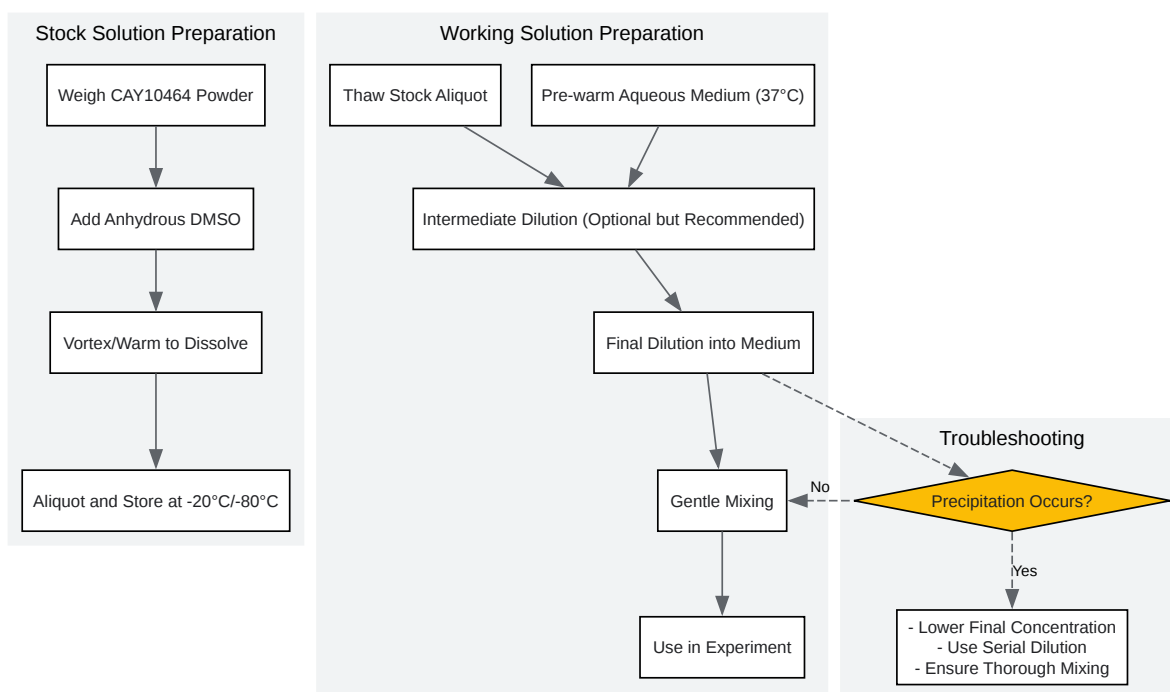 Stock Solution Preparation
Weigh CAY10464 Powder
Add Anhydrous DMSO
Vortex/Warm to Dissolve
Aliquot and Store at -20°C/-80°C
Working Solution Preparation
Thaw Stock Aliquot
Pre-warm Aqueous Medium (37°C)
Intermediate Dilution (Optional but Recommended)
Final Dilution into Medium
Gentle Mixing
Use in Experiment
Troubleshooting
Precipitation Occurs?
No
Yes
- Lower Final Concentration
- Use Serial Dilution
- Ensure Thorough Mixing